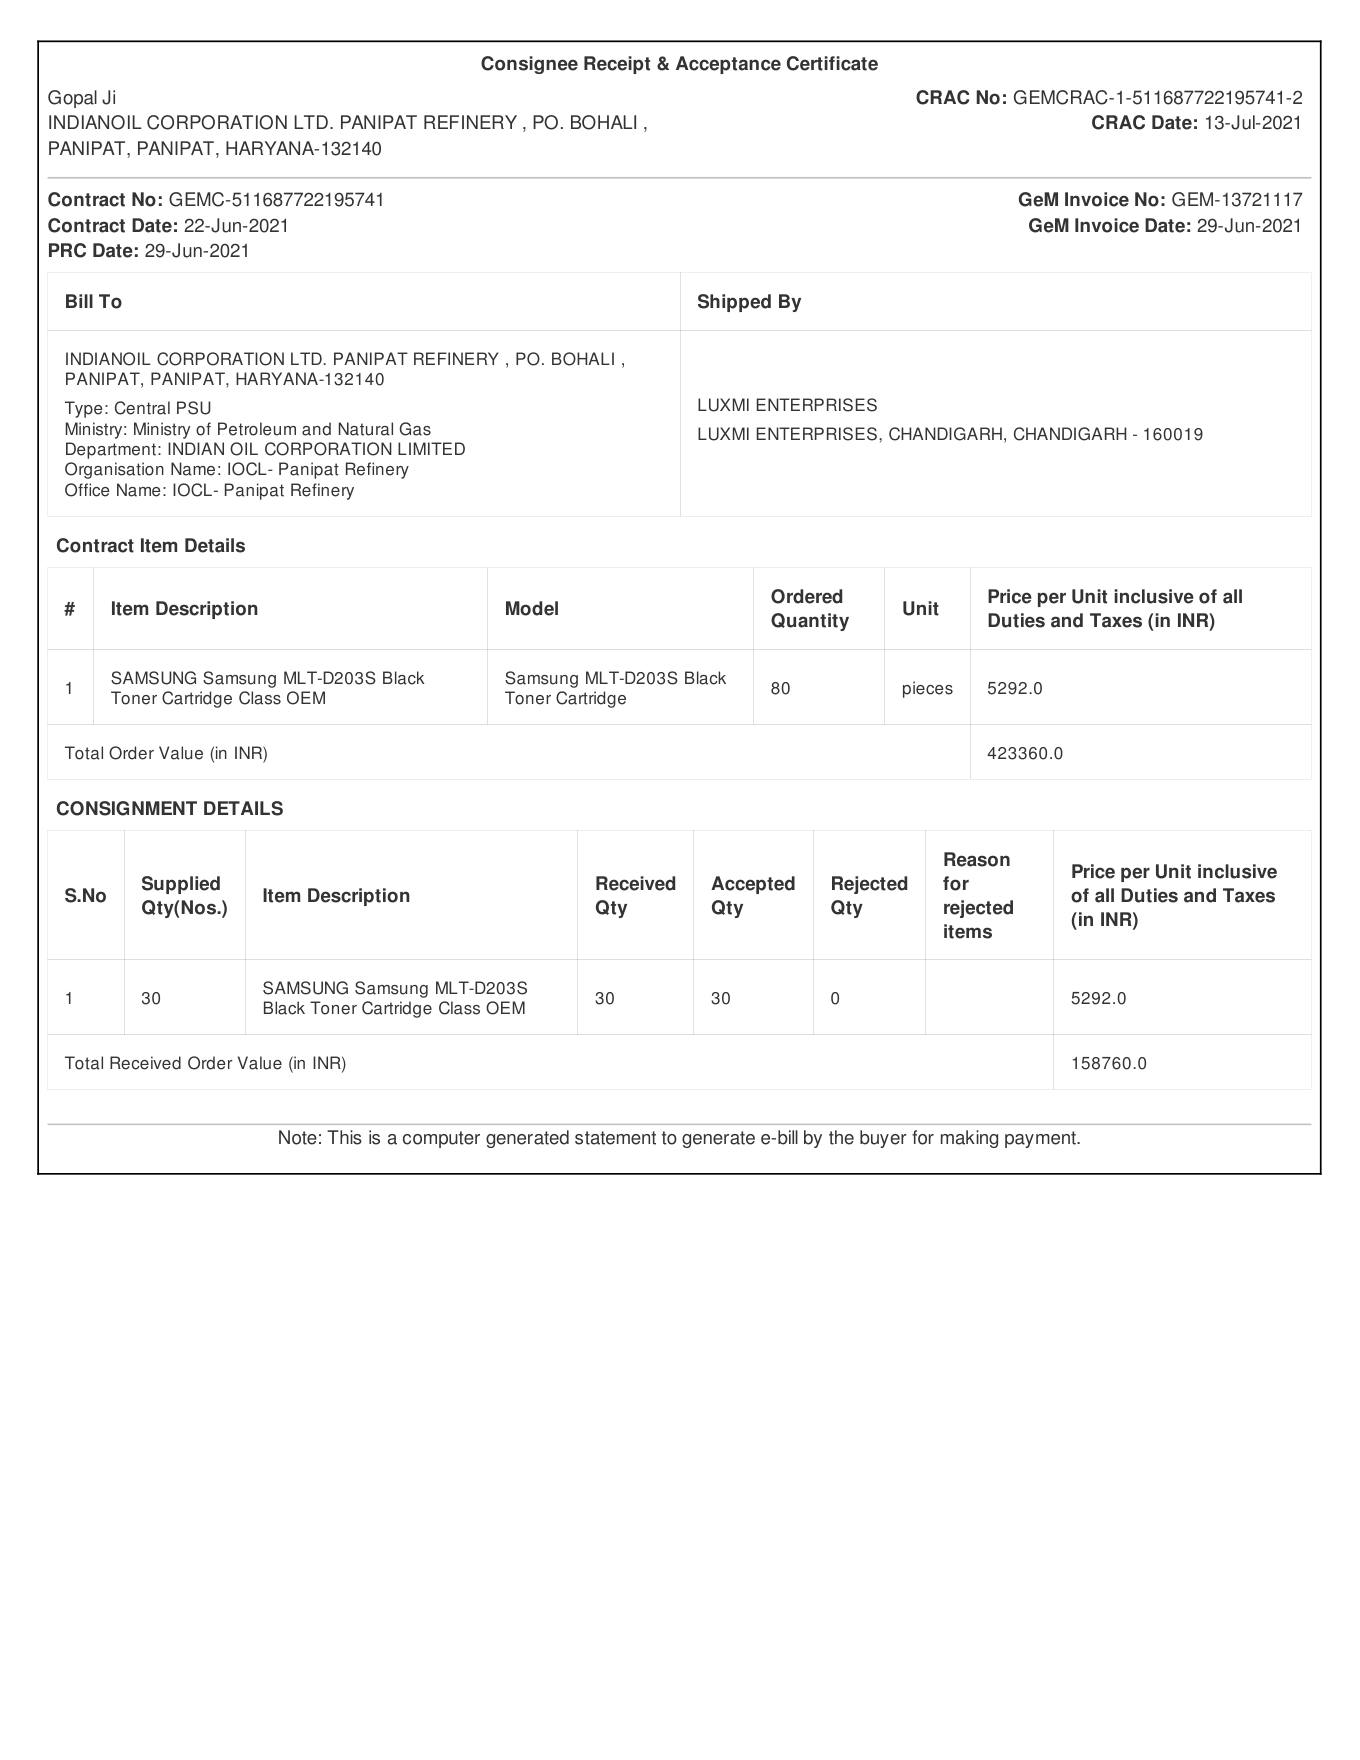 Consignee Receipt & Acceptance Certificate
Gopal Ji
INDIANOIL CORPORATION LTD. PANIPAT REFINERY , PO. BOHALI ,
PANIPAT, PANIPAT, HARYANA-132140
CRAC No: GEMCRAC-1-511687722195741-2
CRAC Date: 13-Jul-2021
Contract No: GEMC-511687722195741
Contract Date: 22-Jun-2021
PRC Date: 29-Jun-2021
GeM Invoice No: GEM-13721117
GeM Invoice Date: 29-Jun-2021
Bill To
Shipped By
INDIANOIL CORPORATION LTD. PANIPAT REFINERY , PO. BOHALI ,
PANIPAT, PANIPAT, HARYANA-132140
Type: Central PSU
Ministry: Ministry of Petroleum and Natural Gas
Department: INDIAN OIL CORPORATION LIMITED
Organisation Name: IOCL- Panipat Refinery
Office Name: IOCL- Panipat Refinery
LUXMI ENTERPRISES
LUXMI ENTERPRISES, CHANDIGARH, CHANDIGARH - 160019
Contract Item Details
#
Item Description
Model
Ordered
Quantity
Unit
Price per Unit inclusive of all
Duties and Taxes (in INR)
1
SAMSUNG Samsung MLT-D203S Black
Toner Cartridge Class OEM
Samsung MLT-D203S Black
Toner Cartridge
80
pieces
5292.0
Total Order Value (in INR)
423360.0
CONSIGNMENT DETAILS
S.No
Supplied
Qty(Nos.)
Item Description
Received
Qty
Accepted
Qty
Rejected
Qty
Reason
for
rejected
items
Price per Unit inclusive
of all Duties and Taxes
(in INR)
1
30
SAMSUNG Samsung MLT-D203S
Black Toner Cartridge Class OEM
30
30
0
5292.0
Total Received Order Value (in INR)
158760.0
Note: This is a computer generated statement to generate e-bill by the buyer for making payment.